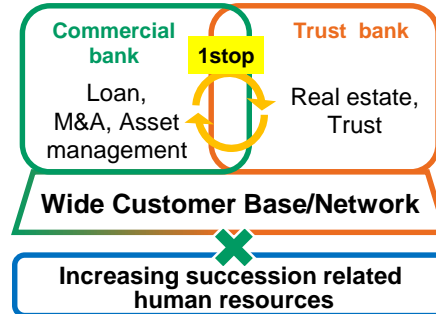 Commercial
bank
1stop
Trust bank
Loan,
M&A, Asset
management
Real estate,
Trust
Wide Customer Base/Network
Increasing succession related
human resources